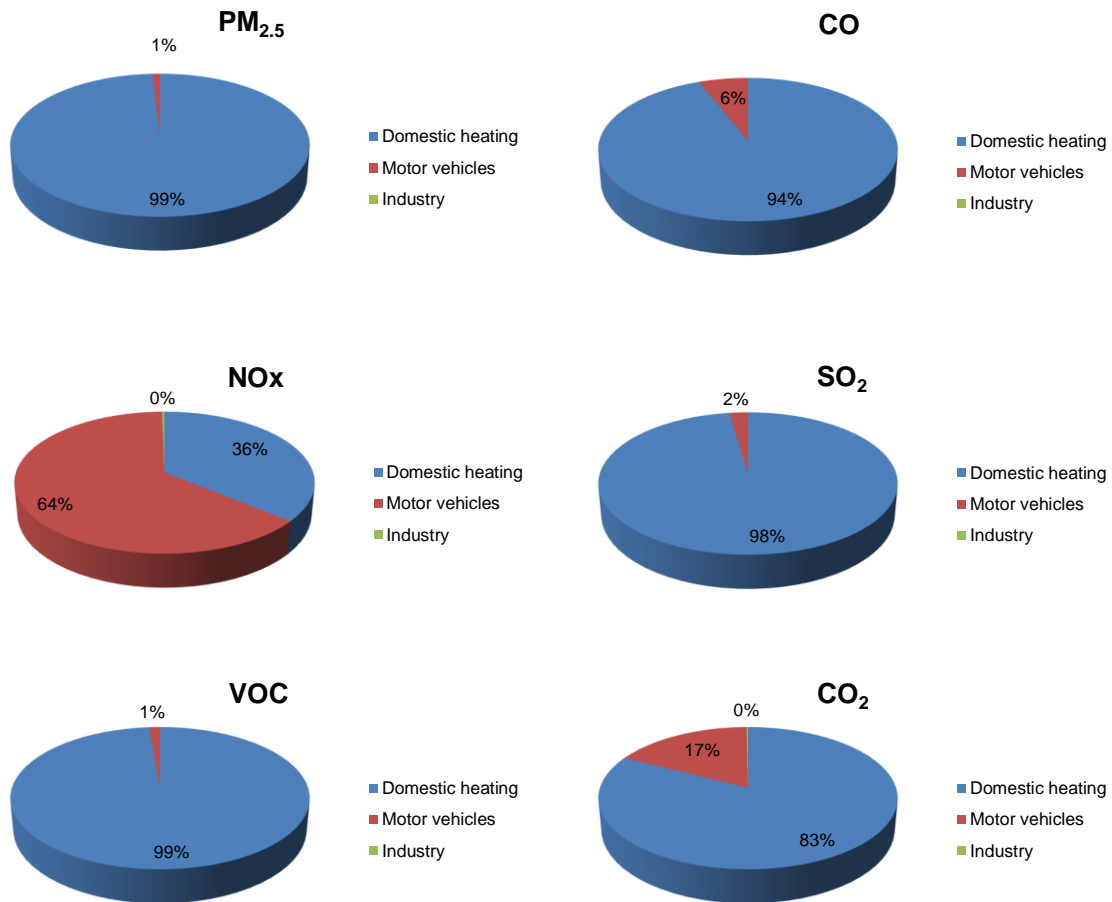 PM2.5
1%
99%
Domestic heating
Motor vehicles
Industry
CO
6%
94%
Domestic heating
Motor vehicles
Industry
NOx
0%
36%
64%
Domestic heating
Motor vehicles
Industry
SO2
2%
98%
Domestic heating
Motor vehicles
Industry
VOC
1%
99%
Domestic heating
Motor vehicles
Industry
CO2
0%
17%
83%
Domestic heating
Motor vehicles
Industry